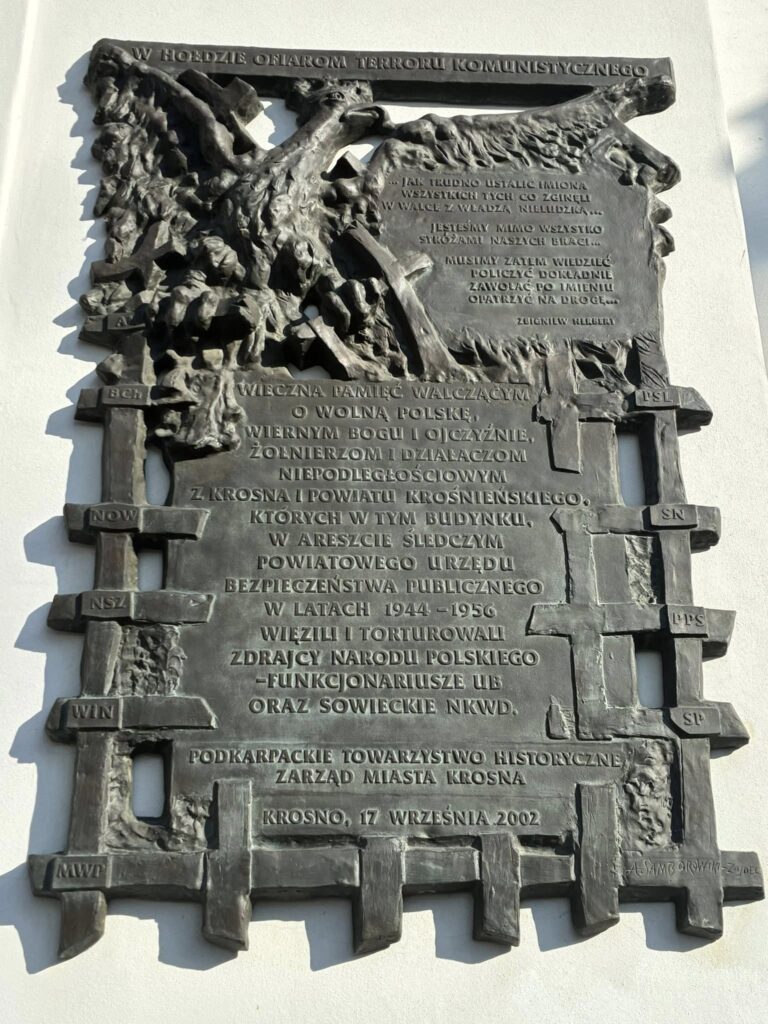 W HOŁDZIE OFIAROM TERRORU KOMUNISTYCZNEGO
...JAK TRUDNO USTALIĆ IMIONA
WSZYSTKICH TYCH CO ZGINĘLI
W WALCE Z WŁADZĄ NIELUDZKĄ...
JESTEŚMY MIMO WSZYSTKO
STRÓŻAMI NASZYCH BRACI...
MUSIMY ZATEM WIEDZIEĆ
POLICZYĆ DOKŁADNIE
ZAWOŁAĆ PO IMIENIU
OPATRZYĆ NA DROGĘ...
ZBIGNIEW HERBERT
WIECZNA PAMIĘĆ WALCZĄCYM
O WOLNĄ POLSKĘ,
WIERNYM BOGU I OJCZYŹNIE,
ŻOŁNIERZOM I DZIAŁACZOM
NIEPODLEGŁOŚCIOWYM
Z KROSNA I POWIATU KROŚNIEŃSKIEGO,
KTÓRYCH W TYM BUDYNKU,
W ARESZCIE ŚLEDCZYM
POWIATOWEGO URZĘDU
BEZPIECZEŃSTWA PUBLICZNEGO
W LATACH 1944-1956
WIĘZILI I TORTUROWALI
ZDRAJCY NARODU POLSKIEGO
-FUNKCJONARIUSZE UB
ORAZ SOWIECKIE NKWD.
PODKARPACKIE TOWARZYSTWO HISTORYCZNE
ZARZĄD MIASTA KROSNA
KROSNO, 17 WRZEŚNIA 2002
BCh
NOW
NSZ
WIN
MWP
PSL
SN
PPS
SP